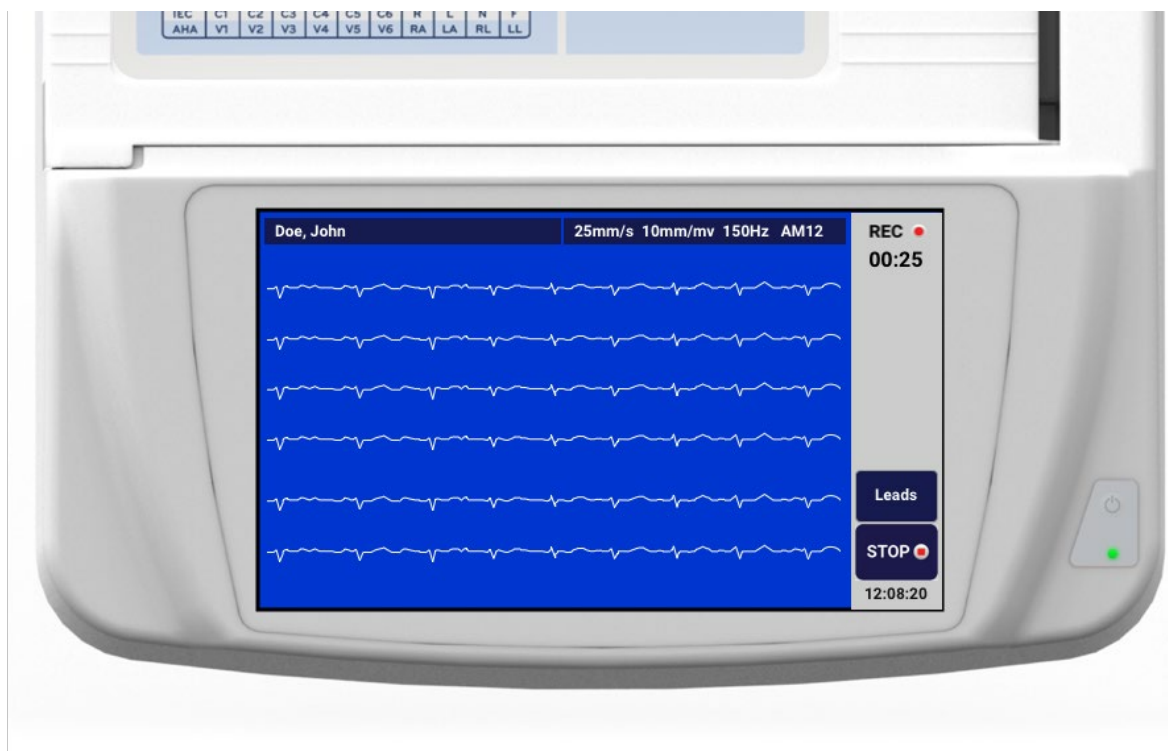 IEC C1 C2 C3 C4 C5 C6 R L N F
AHA V1 V2 V3 V4 V5 V6 RA LA RL LL
Doe, John
25mm/s 10mm/mv 150Hz AM12
REC
00:25
Leads
STOP
12:08:20